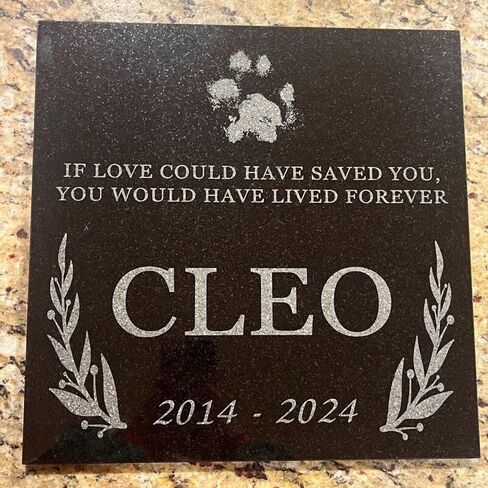 IF LOVE COULD HAVE SAVED YOU,
YOU WOULD HAVE LIVED FOREVER
CLEO
2014 - 2024